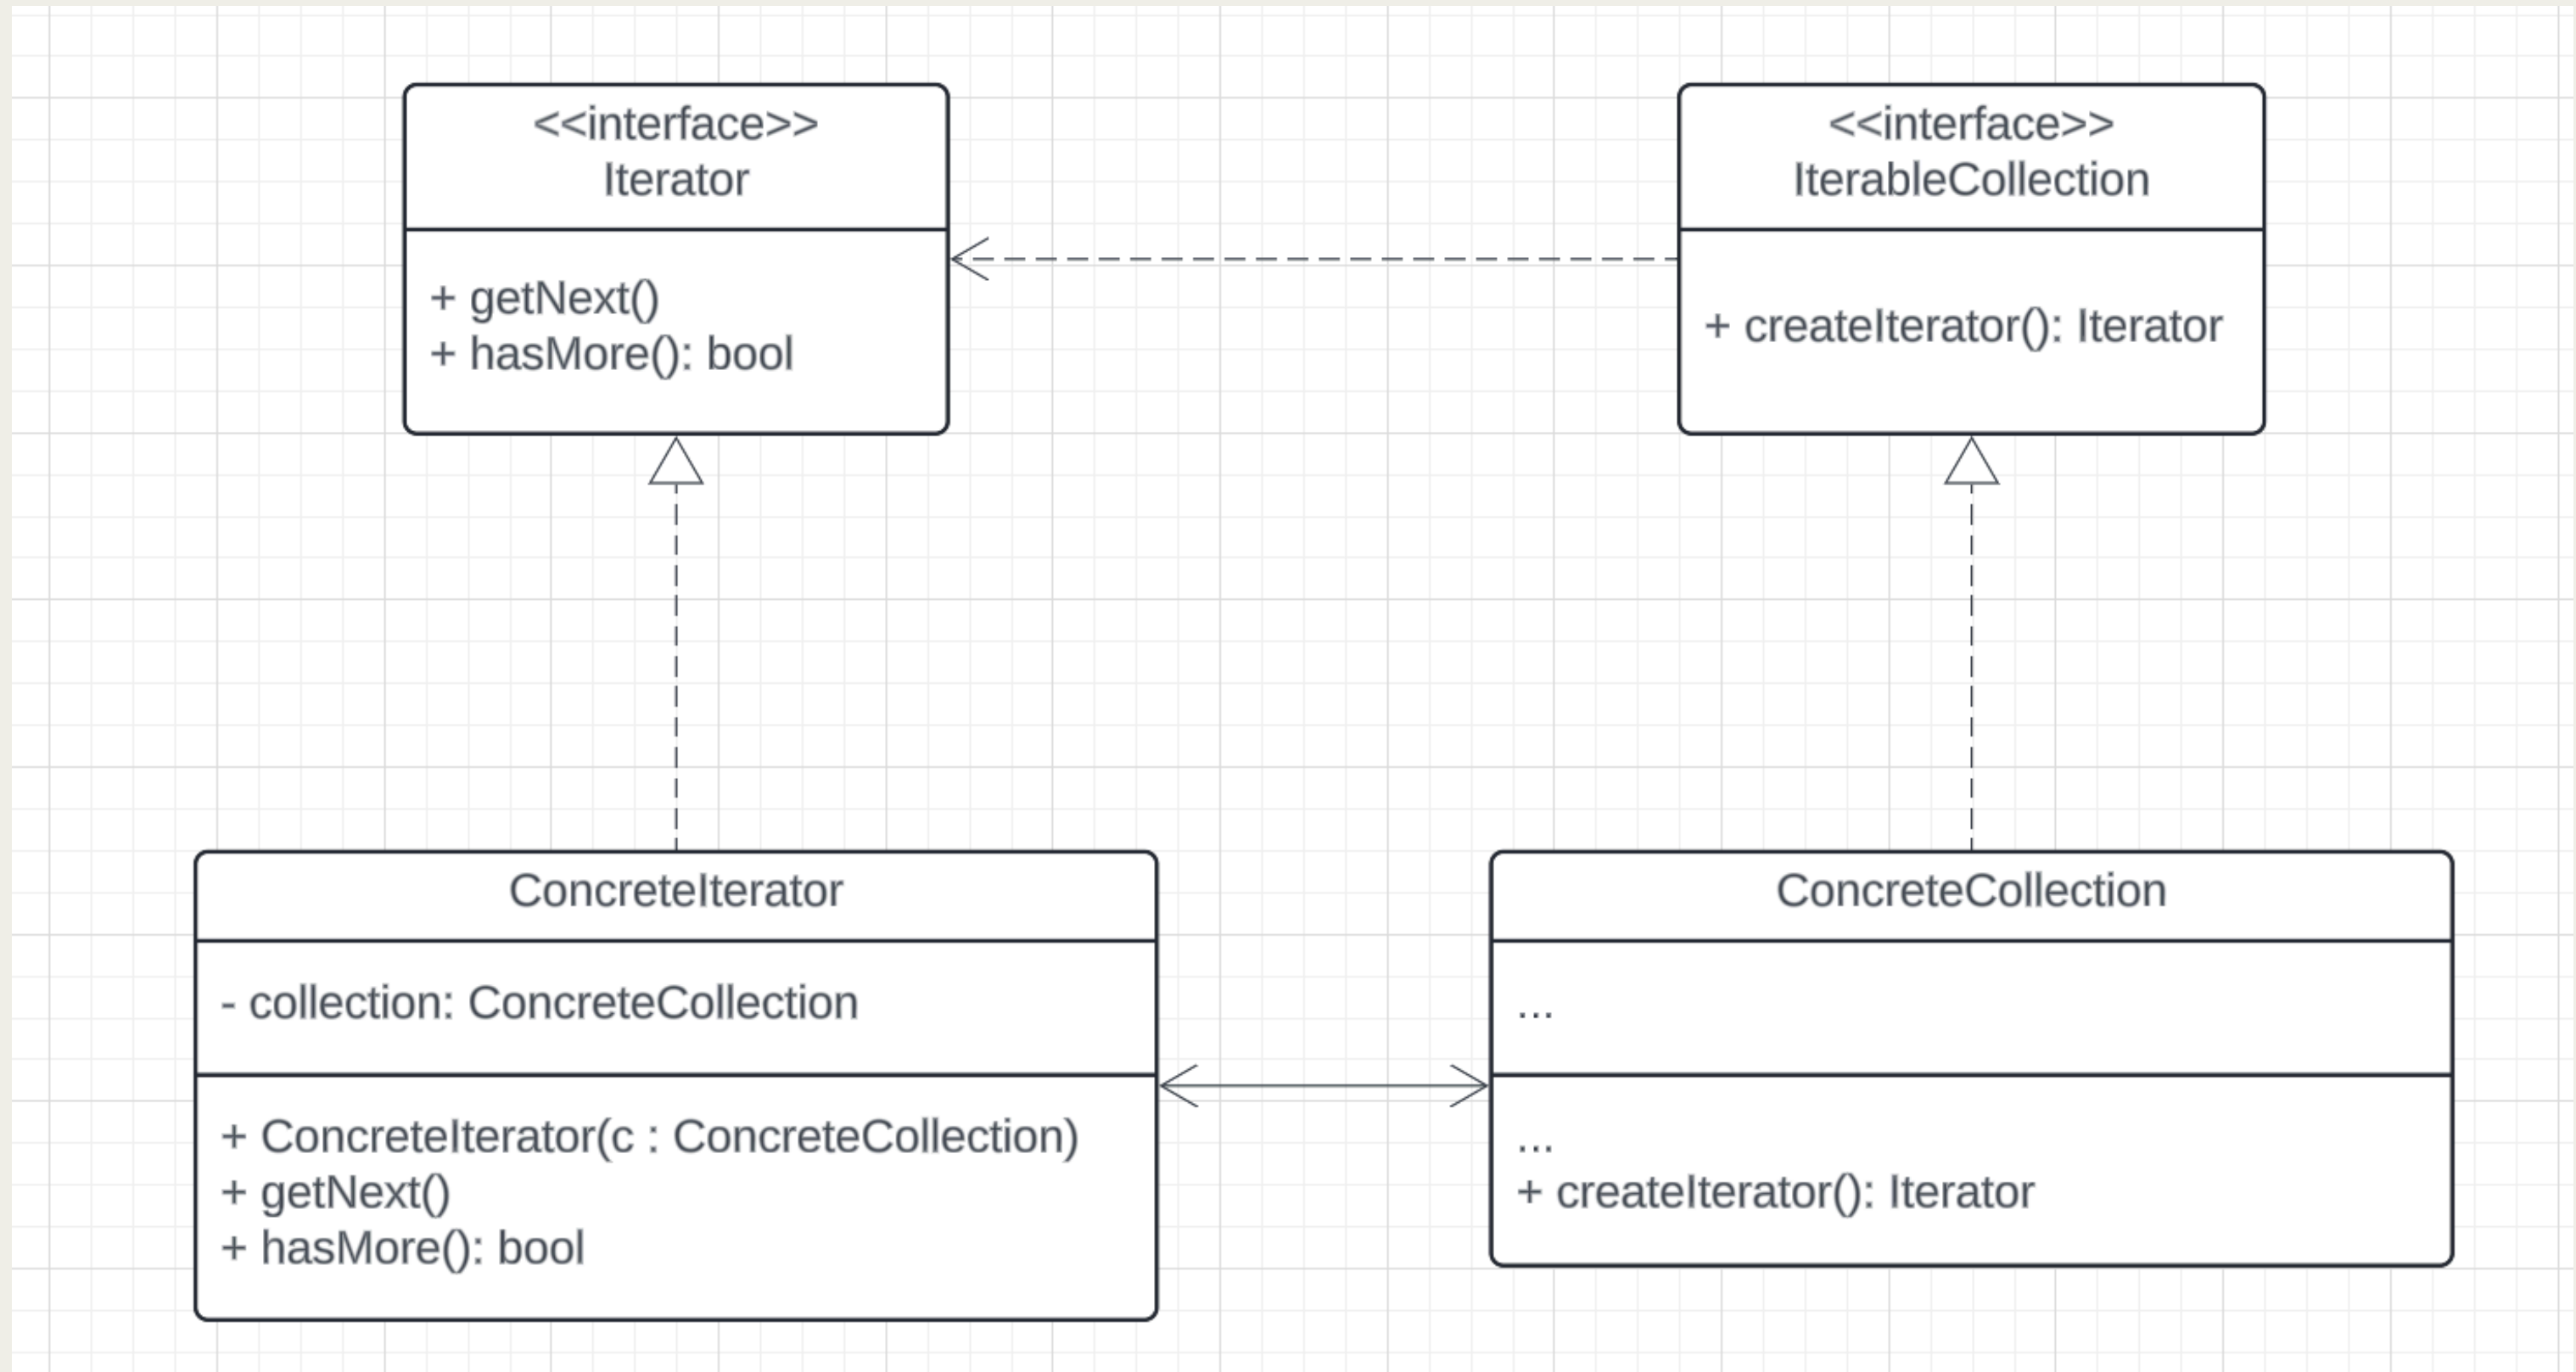 <<interface>>
Iterator
+ getNext()
+ hasMore(): bool
<<interface>>
IterableCollection
+ createIterator(): Iterator
ConcreteIterator
- collection: ConcreteCollection
+ ConcreteIterator(c : ConcreteCollection)
+ getNext()
+ hasMore(): bool
ConcreteCollection
...
...
+ createIterator(): Iterator